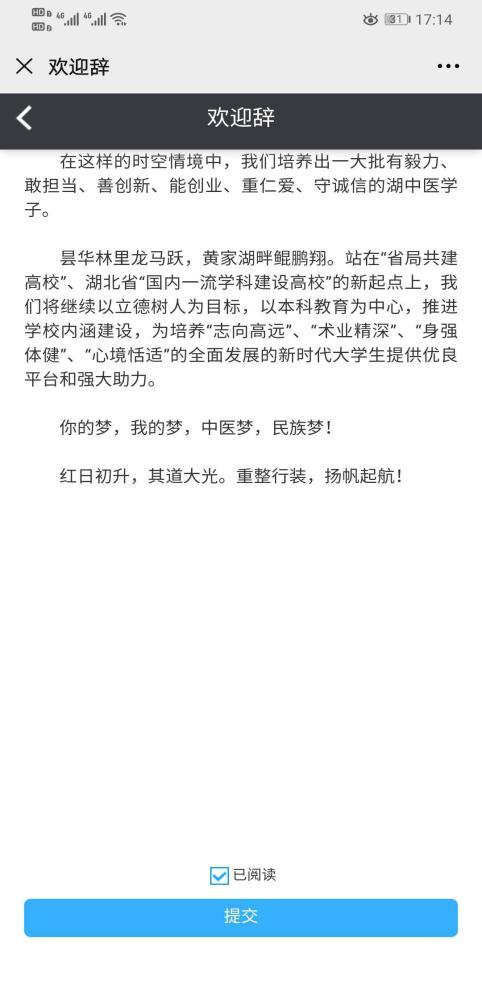 HD 1 4G 4G 31 17:14
HD 2
欢迎辞
欢迎辞
在这样的时空情境中，我们培养出一大批有毅力、
敢担当、善创新、能创业、重仁爱、守诚信的湖中医学
子。
昙华林里龙马跃，黄家湖畔鲲鹏翔。站在“省局共建
高校”、湖北省“国内一流学科建设高校”的新起点上，我
们将继续以立德树人为目标，以本科教育为中心，推进
学校内涵建设，为培养“志向高远”、“术业精深”、“身强
体健”、“心境恬适”的全面发展的新时代大学生提供优良
平台和强大助力。
你的梦，我的梦，中医梦，民族梦！
红日初升，其道大光。重整行装，扬帆起航！
已阅读
提交